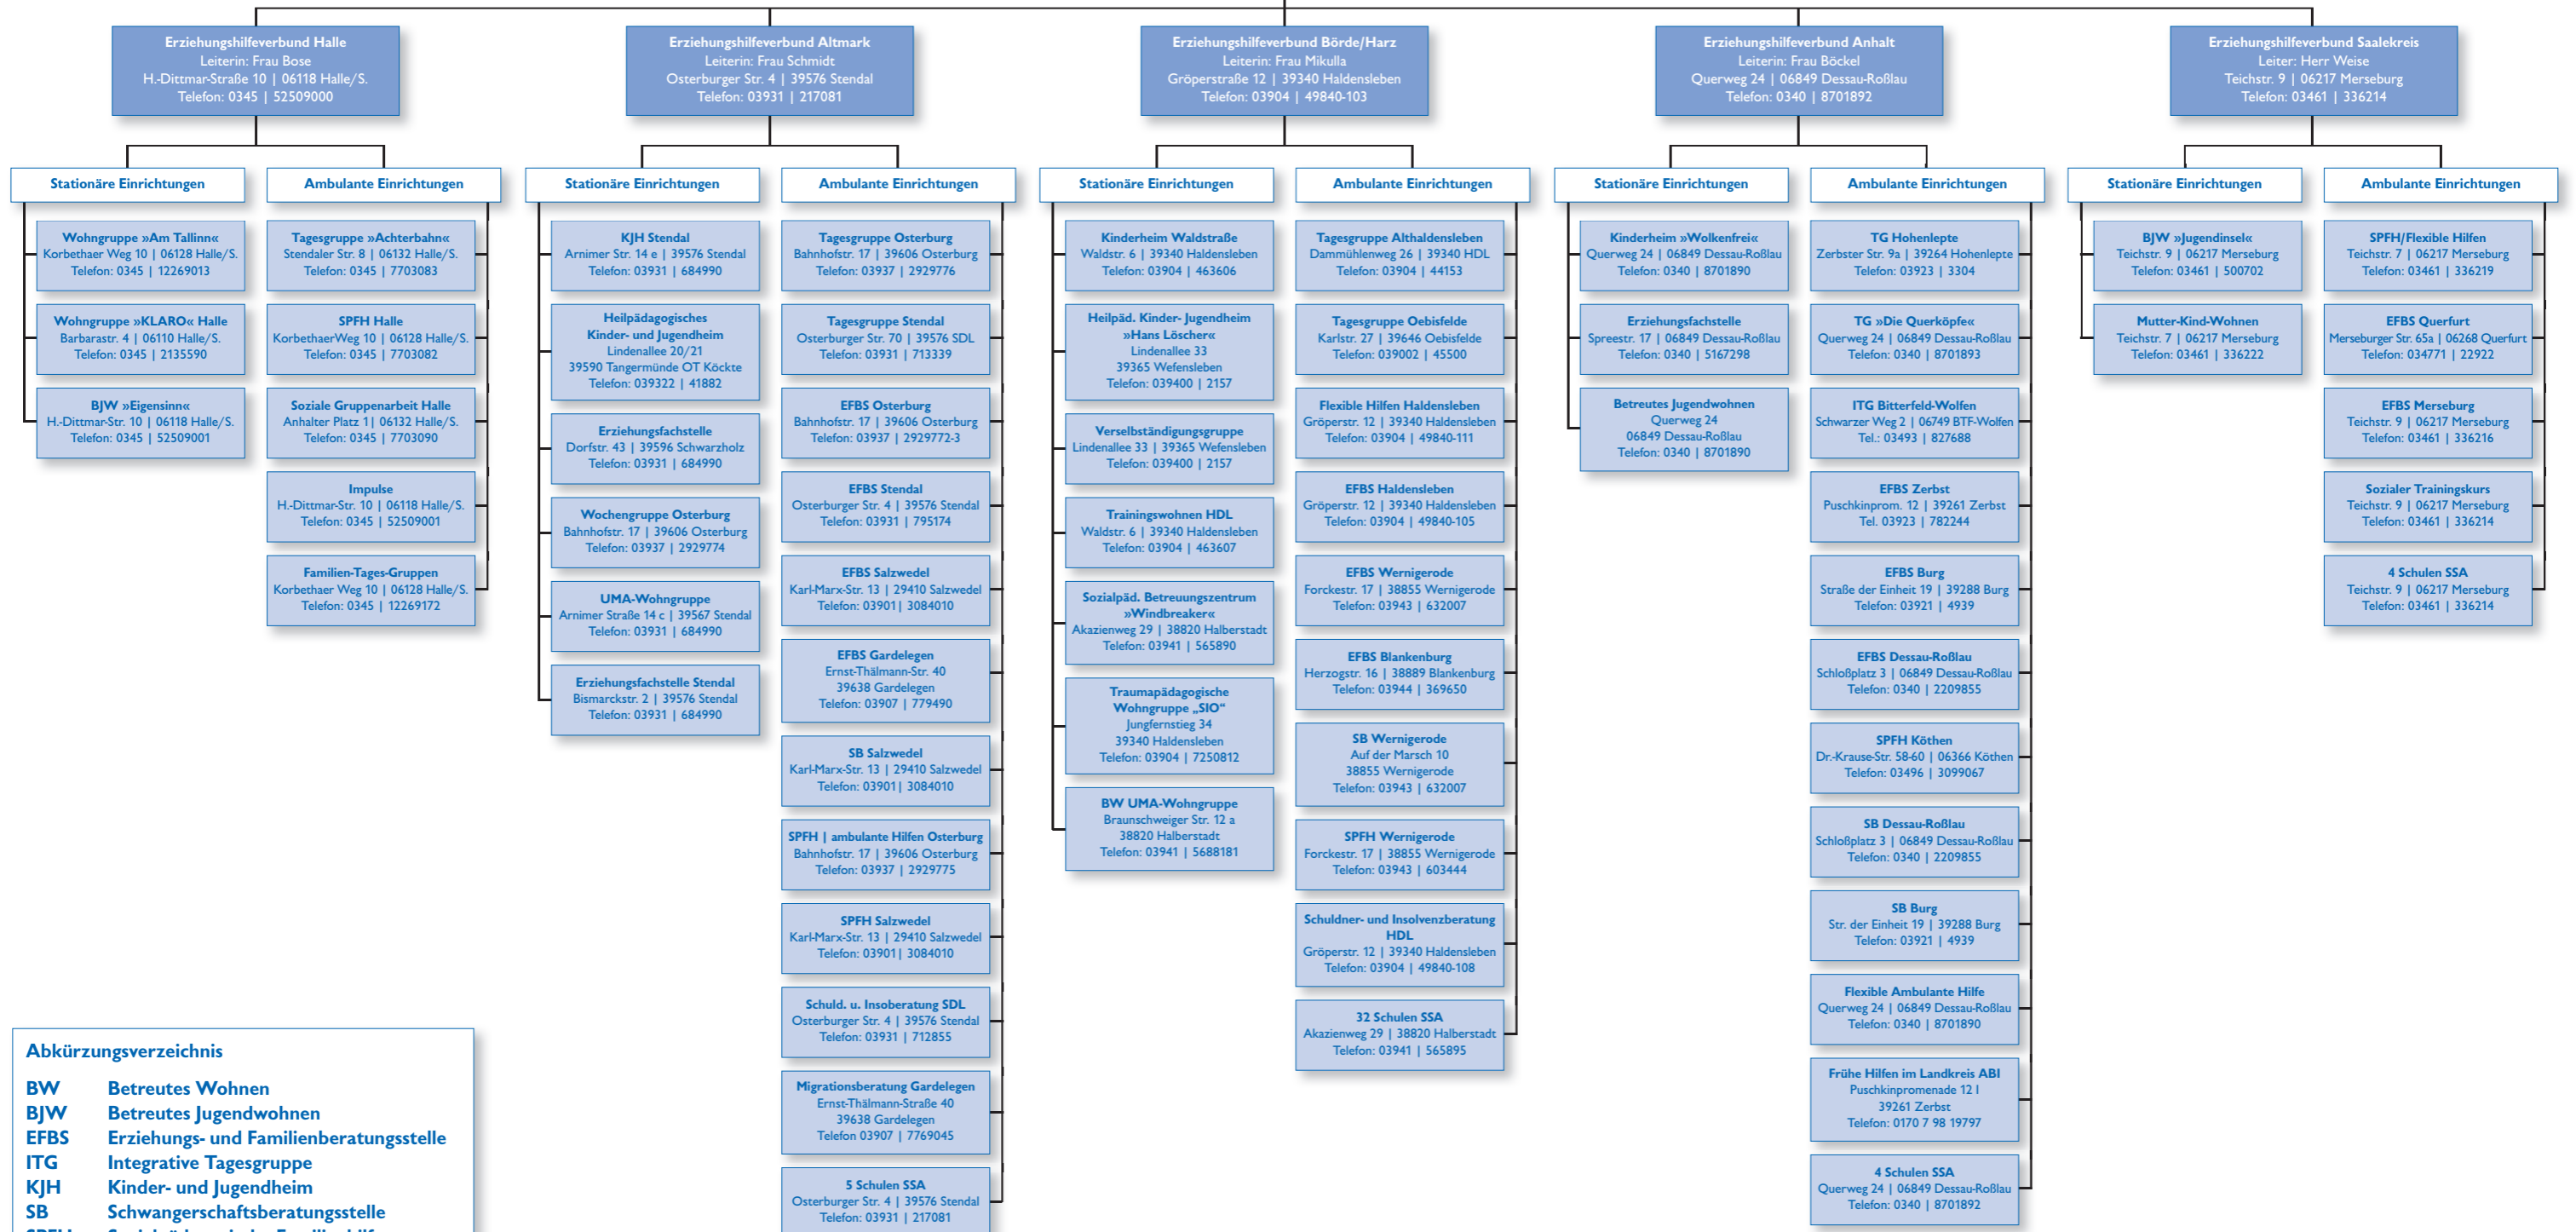 Erziehungshilfeverbund Halle
Leiterin: Frau Bose
H.-Dittmar-Straße 10 | 06118 Halle/S.
Telefon: 0345 | 52509000
Stationäre Einrichtungen
Wohngruppe »Am Tallinn«
Korbethaer Weg 10 | 06128 Halle/S.
Telefon: 0345 | 12269013
Wohngruppe »KLARO« Halle
Barbarastr. 4 | 06110 Halle/S.
Telefon: 0345 | 2135590
BJW »Eigensinn«
H.-Dittmar-Str. 10 | 06118 Halle/S.
Telefon: 0345 | 52509001
Ambulante Einrichtungen
Tagesgruppe »Achterbahn«
Stendaler Str. 8 | 06132 Halle/S.
Telefon: 0345 | 7703083
SPFH Halle
KorbethaerWeg 10 | 06128 Halle/S.
Telefon: 0345 | 7703082
Soziale Gruppenarbeit Halle
Anhalter Platz 1| 06132 Halle/S.
Telefon: 0345 | 7703090
Impulse
H.-Dittmar-Str. 10 | 06118 Halle/S.
Telefon: 0345 | 52509001
Familien-Tages-Gruppen
Korbethaer Weg 10 | 06128 Halle/S.
Telefon: 0345 | 12269172
Erziehungshilfeverbund Altmark
Leiterin: Frau Schmidt
Osterburger Str. 4 | 39576 Stendal
Telefon: 03931 | 217081
Stationäre Einrichtungen
KJH Stendal
Arnimer Str. 14 e | 39576 Stendal
Telefon: 03931 | 684990
Heilpädagogisches
Kinder- und Jugendheim
Lindenallee 20/21
39590 Tangermünde OT Köckte
Telefon: 039322 | 41882
Erziehungsfachstelle
Dorfstr. 43 | 39596 Schwarzholz
Telefon: 03931 | 684990
Wochengruppe Osterburg
Bahnhofstr. 17 | 39606 Osterburg
Telefon: 03937 | 2929774
UMA-Wohngruppe
Arnimer Straße 14 c | 39567 Stendal
Telefon: 03931 | 684990
Erziehungsfachstelle Stendal
Bismarckstr. 2 | 39576 Stendal
Telefon: 03931 | 684990
Ambulante Einrichtungen
Tagesgruppe Osterburg
Bahnhofstr. 17 | 39606 Osterburg
Telefon: 03937 | 2929776
Tagesgruppe Stendal
Osterburger Str. 70 | 39576 SDL
Telefon: 03931 | 713339
EFBS Osterburg
Bahnhofstr. 17 | 39606 Osterburg
Telefon: 03937 | 2929772-3
EFBS Stendal
Osterburger Str. 4 | 39576 Stendal
Telefon: 03931 | 795174
EFBS Salzwedel
Karl-Marx-Str. 13 | 29410 Salzwedel
Telefon: 03901| 3084010
EFBS Gardelegen
Ernst-Thälmann-Str. 40
39638 Gardelegen
Telefon: 03907 | 779490
SB Salzwedel
Karl-Marx-Str. 13 | 29410 Salzwedel
Telefon: 03901| 3084010
SPFH | ambulante Hilfen Osterburg
Bahnhofstr. 17 | 39606 Osterburg
Telefon: 03937 | 2929775
SPFH Salzwedel
Karl-Marx-Str. 13 | 29410 Salzwedel
Telefon: 03901| 3084010
Schuld. u. Insoberatung SDL
Osterburger Str. 4 | 39576 Stendal
Telefon: 03931 | 712855
Migrationsberatung Gardelegen
Ernst-Thälmann-Straße 40
39638 Gardelegen
Telefon 03907 | 7769045
5 Schulen SSA
Osterburger Str. 4 | 39576 Stendal
Telefon: 03931 | 217081
Erziehungshilfeverbund Börde/Harz
Leiterin: Frau Mikulla
Gröperstraße 12 | 39340 Haldensleben
Telefon: 03904 | 49840-103
Stationäre Einrichtungen
Kinderheim Waldstraße
Waldstr. 6 | 39340 Haldensleben
Telefon: 03904 | 463606
Heilpäd. Kinder- Jugendheim
»Hans Löscher«
Lindenallee 33
39365 Wefensleben
Telefon: 039400 | 2157
Verselbständigungsgruppe
Lindenallee 33 | 39365 Wefensleben
Telefon: 039400 | 2157
Trainingswohnen HDL
Waldstr. 6 | 39340 Haldensleben
Telefon: 03904 | 463607
Sozialpäd. Betreuungszentrum
»Windbreaker«
Akazienweg 29 | 38820 Halberstadt
Telefon: 03941 | 565890
Traumapädagogische
Wohngruppe „SIO“
Jungfernstieg 34
39340 Haldensleben
Telefon: 03904 | 7250812
BW UMA-Wohngruppe
Braunschweiger Str. 12 a
38820 Halberstadt
Telefon: 03941 | 5688181
Ambulante Einrichtungen
Tagesgruppe Althaldensleben
Dammühlenweg 26 | 39340 HDL
Telefon: 03904 | 44153
Tagesgruppe Oebisfelde
Karlstr. 27 | 39646 Oebisfelde
Telefon: 039002 | 45500
Flexible Hilfen Haldensleben
Gröperstr. 12 | 39340 Haldensleben
Telefon: 03904 | 49840-111
EFBS Haldensleben
Gröperstr. 12 | 39340 Haldensleben
Telefon: 03904 | 49840-105
EFBS Wernigerode
Forckestr. 17 | 38855 Wernigerode
Telefon: 03943 | 632007
EFBS Blankenburg
Herzogstr. 16 | 38889 Blankenburg
Telefon: 03944 | 369650
SB Wernigerode
Auf der Marsch 10
38855 Wernigerode
Telefon: 03943 | 632007
SPFH Wernigerode
Forckestr. 17 | 38855 Wernigerode
Telefon: 03943 | 603444
Schuldner- und Insolvenzberatung
HDL
Gröperstr. 12 | 39340 Haldensleben
Telefon: 03904 | 49840-108
32 Schulen SSA
Akazienweg 29 | 38820 Halberstadt
Telefon: 03941 | 565895
Erziehungshilfeverbund Anhalt
Leiterin: Frau Böckel
Querweg 24 | 06849 Dessau-Roßlau
Telefon: 0340 | 8701892
Stationäre Einrichtungen
Kinderheim »Wolkenfrei«
Querweg 24 | 06849 Dessau-Roßlau
Telefon: 0340 | 8701890
Erziehungsfachstelle
Spreestr. 17 | 06849 Dessau-Roßlau
Telefon: 0340 | 5167298
Betreutes Jugendwohnen
Querweg 24
06849 Dessau-Roßlau
Telefon: 0340 | 8701890
Ambulante Einrichtungen
TG Hohenlepte
Zerbster Str. 9a | 39264 Hohenlepte
Telefon: 03923 | 3304
TG »Die Querköpfe«
Querweg 24 | 06849 Dessau-Roßlau
Telefon: 0340 | 8701893
ITG Bitterfeld-Wolfen
Schwarzer Weg 2 | 06749 BTF-Wolfen
Tel.: 03493 | 827688
EFBS Zerbst
Puschkinprom. 12 | 39261 Zerbst
Tel. 03923 | 782244
EFBS Burg
Straße der Einheit 19 | 39288 Burg
Telefon: 03921 | 4939
EFBS Dessau-Roßlau
Schloßplatz 3 | 06849 Dessau-Roßlau
Telefon: 0340 | 2209855
SPFH Köthen
Dr.-Krause-Str. 58-60 | 06366 Köthen
Telefon: 03496 | 3099067
SB Dessau-Roßlau
Schloßplatz 3 | 06849 Dessau-Roßlau
Telefon: 0340 | 2209855
SB Burg
Str. der Einheit 19 | 39288 Burg
Telefon: 03921 | 4939
Flexible Ambulante Hilfe
Querweg 24 | 06849 Dessau-Roßlau
Telefon: 0340 | 8701890
Frühe Hilfen im Landkreis ABI
Puschkinpromenade 12 I
39261 Zerbst
Telefon: 0170 7 98 19797
4 Schulen SSA
Querweg 24 | 06849 Dessau-Roßlau
Telefon: 0340 | 8701892
Erziehungshilfeverbund Saalekreis
Leiter: Herr Weise
Teichstr. 9 | 06217 Merseburg
Telefon: 03461 | 336214
Stationäre Einrichtungen
BJW »Jugendinsel«
Teichstr. 9 | 06217 Merseburg
Telefon: 03461 | 500702
Mutter-Kind-Wohnen
Teichstr. 7 | 06217 Merseburg
Telefon: 03461 | 336222
Ambulante Einrichtungen
SPFH/Flexible Hilfen
Teichstr. 7 | 06217 Merseburg
Telefon: 03461 | 336219
EFBS Querfurt
Merseburger Str. 65a | 06268 Querfurt
Telefon: 034771 | 22922
EFBS Merseburg
Teichstr. 9 | 06217 Merseburg
Telefon: 03461 | 336216
Sozialer Trainingskurs
Teichstr. 9 | 06217 Merseburg
Telefon: 03461 | 336214
4 Schulen SSA
Teichstr. 9 | 06217 Merseburg
Telefon: 03461 | 336214
Abkürzungsverzeichnis
BW Betreutes Wohnen
BJW Betreutes Jugendwohnen
EFBS Erziehungs- und Familienberatungsstelle
ITG Integrative Tagesgruppe
KJH Kinder- und Jugendheim
SB Schwangerschaftsberatungsstelle